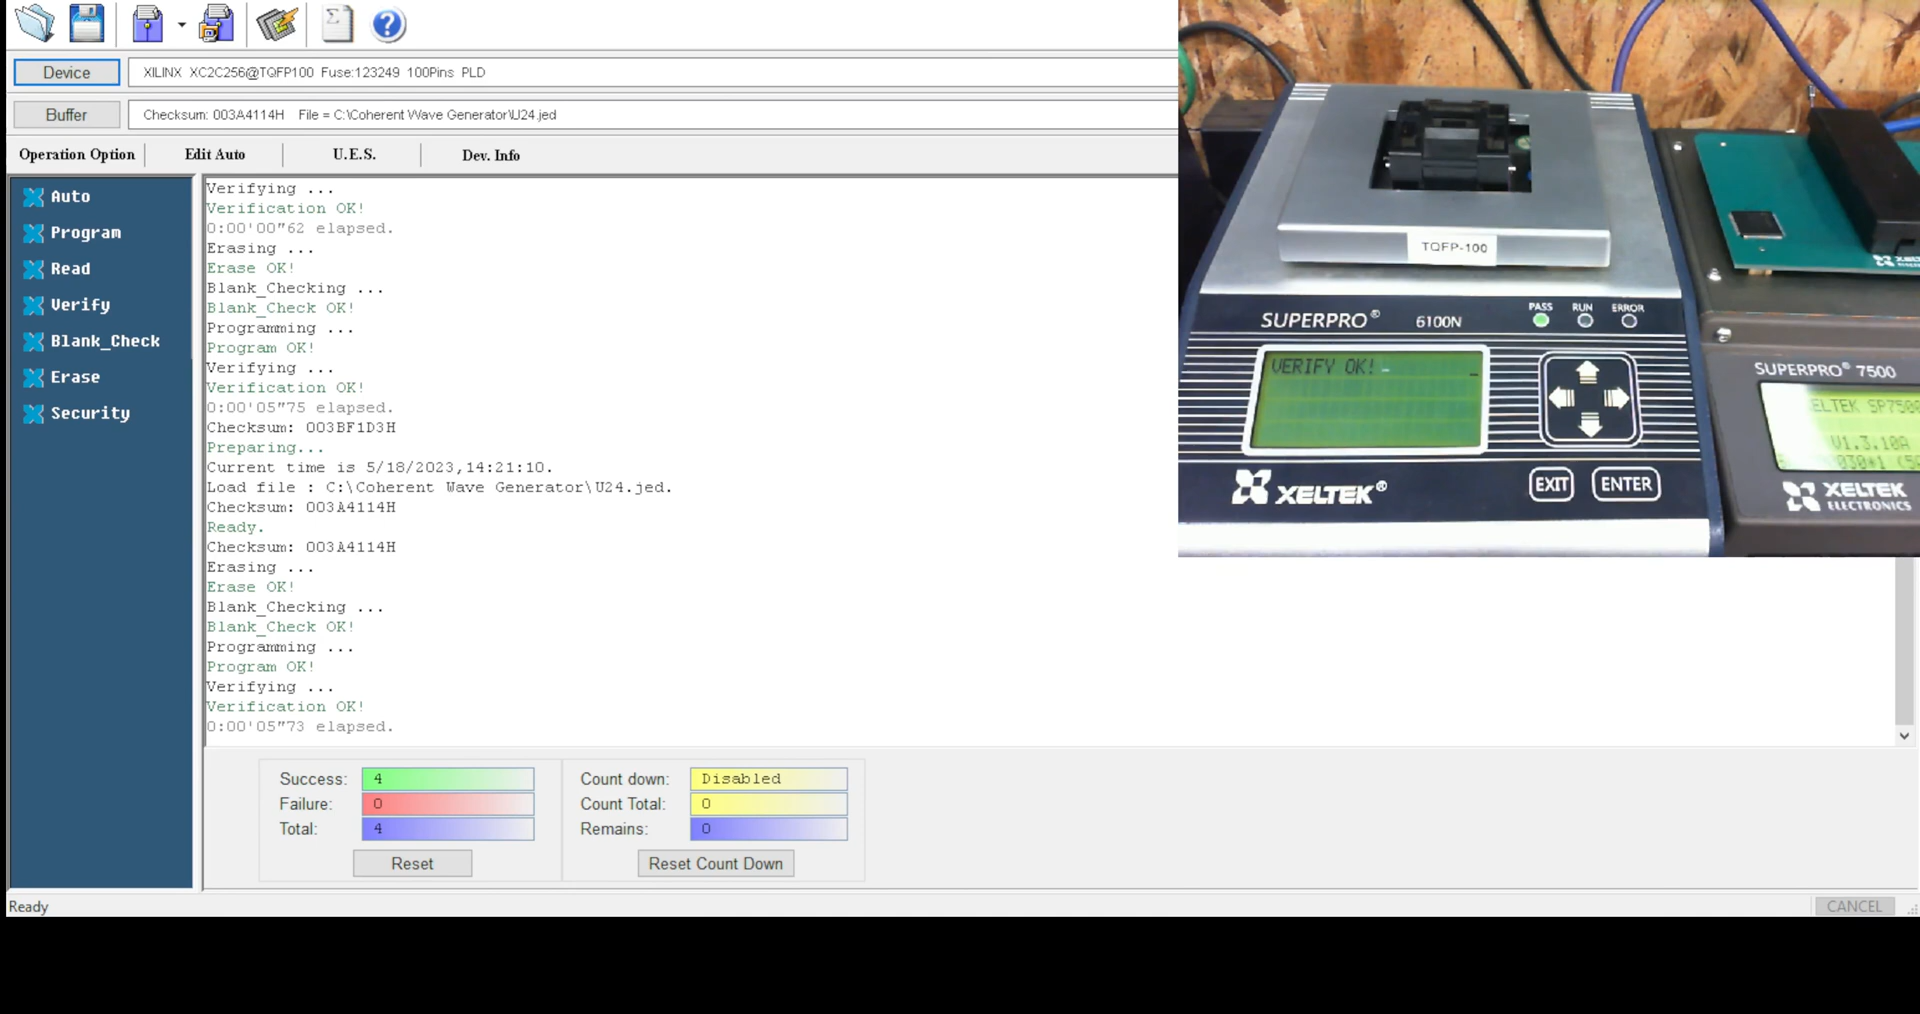 Device
XILINX XC2C256@TQFP100 Fuse:123249 100Pins PLD
Buffer
Checksum: 003A4114H File = C:\Coherent Wave Generator\U24.jed
Operation Option
Edit Auto
U.E.S.
Dev. Info
Auto
Program
Read
Verify
Blank_Check
Erase
Security
Verifying ...
Verification OK!
0:00'00"62 elapsed.
Erasing ...
Erase OK!
Blank_Checking ...
Blank_Check OK!
Programming ...
Program OK!
Verifying ...
Verification OK!
0:00'05"75 elapsed.
Checksum: 003BF1D3H
Preparing...
Current time is 5/18/2023,14:21:10.
Load file : C:\Coherent Wave Generator\U24.jed.
Checksum: 003A4114H
Ready.
Checksum: 003A4114H
Erasing ...
Erase OK!
Blank_Checking ...
Blank_Check OK!
Programming ...
Program OK!
Verifying ...
Verification OK!
0:00'05"73 elapsed.
Success: 4
Failure: 0
Total: 4
Reset
Count down: Disabled
Count Total: 0
Remains: 0
Reset Count Down
Ready
CANCEL
TQFP-100
SUPERPRO® 6100N
PASS RUN ERROR
VERIFY OK!
XELTEK®
EXIT ENTER
SUPERPRO® 7500
ELTEK SP7500
V1.3.10A
XELTEK
ELECTRONICS